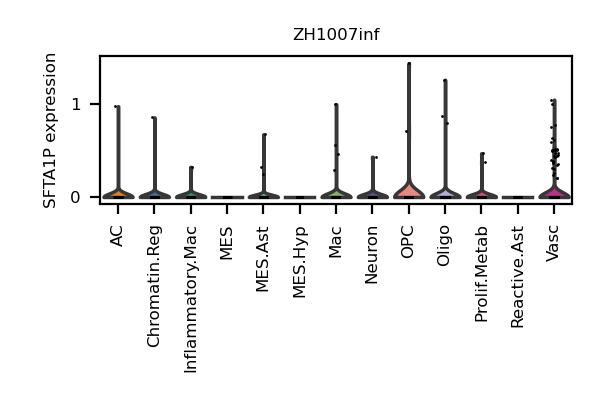 ZH1007inf
SFTA1P expression
1
0
AC
Chromatin.Reg
Inflammatory.Mac
MES
MES.Ast
MES.Hyp
Mac
Neuron
OPC
Oligo
Prolif.Metab
Reactive.Ast
Vasc